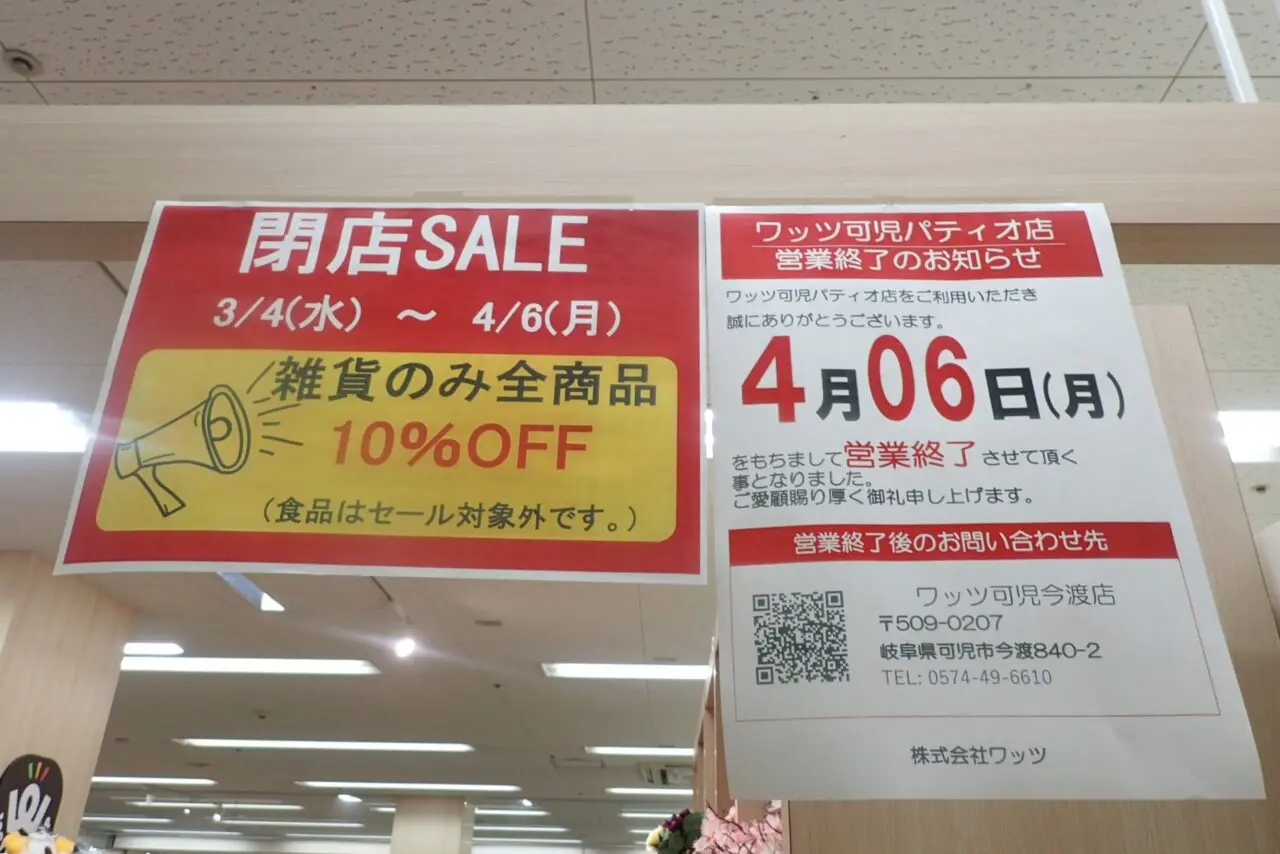 閉店SALE
3/4(水) ～ 4/6(月)
雑貨のみ全商品
10%OFF
(食品はセール対象外です。)
ワッツ可児パティオ店
営業終了のお知らせ
ワッツ可児パティオ店をご利用いただき
誠にありがとうございます。
4月06日(月)
をもちまして営業終了させて頂く
事となりました。
ご愛顧賜り厚く御礼申し上げます。
営業終了後のお問い合わせ先
ワッツ可児今渡店
〒509-0207
岐阜県可児市今渡840-2
TEL: 0574-49-6610
株式会社ワッツ